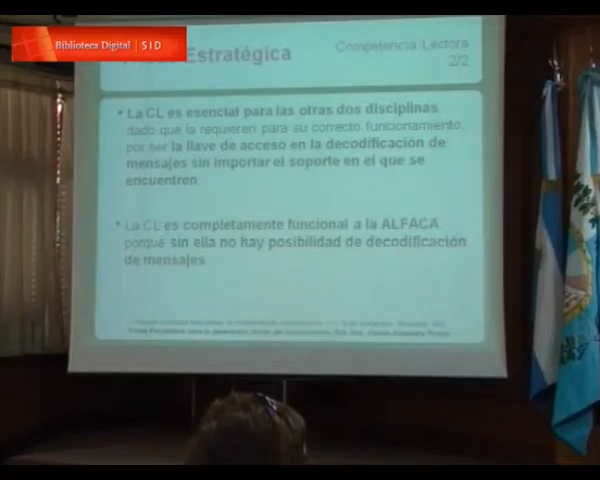 Biblioteca Digital | SID
Estratégica
Competencia Lectora
2/2
• La CL es esencial para las otras dos disciplinas
dado que la requieren para su correcto funcionamiento,
por ser la llave de acceso en la decodificación de
mensajes sin importar el soporte en el que se
encuentren.
• La CL es completamente funcional a la ALFACA
porque sin ella no hay posibilidad de decodificación
de mensajes